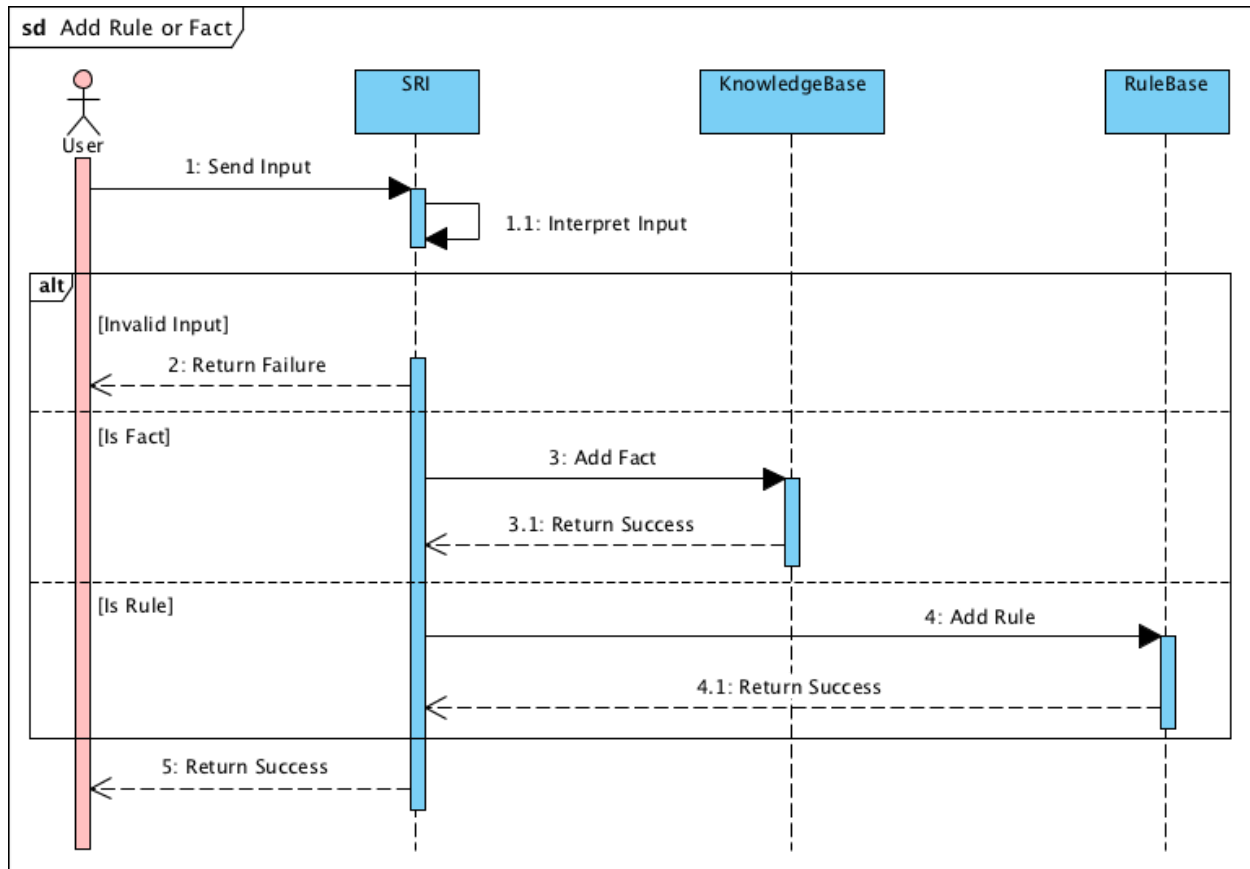 sd Add Rule or Fact
User
SRI
KnowledgeBase
RuleBase
1: Send Input
1.1: Interpret Input
alt
[Invalid Input]
2: Return Failure
[Is Fact]
3: Add Fact
3.1: Return Success
[Is Rule]
4: Add Rule
4.1: Return Success
5: Return Success